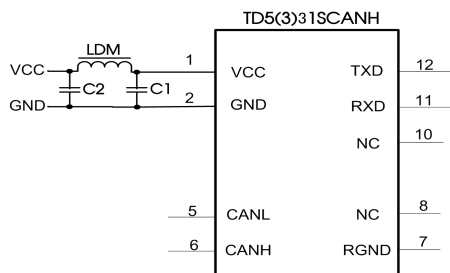 TD5(3)31SCANH
LDM
VCC
C2
C1
GND
1
VCC
2
GND
5
CANL
6
CANH
TXD
12
RXD
11
NC
10
NC
8
RGND
7